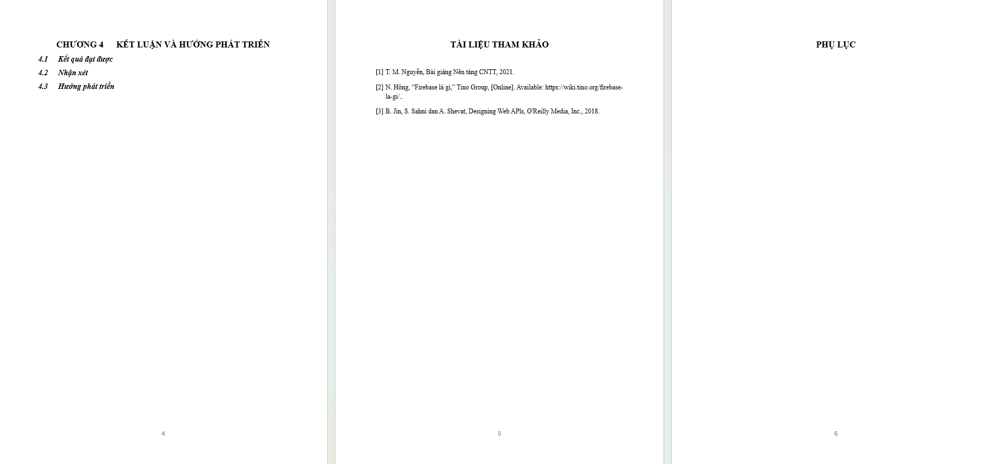 CHƯƠNG 4 KẾT LUẬN VÀ HƯỚNG PHÁT TRIỂN
4.1 Kết quả đạt được
4.2 Nhận xét
4.3 Hướng phát triển
4
TÀI LIỆU THAM KHẢO
[1] T. M. Nguyễn, Bài giảng Nền tảng CNTT, 2021.
[2] N. Hồng, “Firebase là gì,” Tino Group, [Online]. Available: https://wiki.tino.org/firebase-
la-gi/..
[3] B. Jin, S. Sahni dan A. Shevat, Designing Web APIs, O'Reilly Media, Inc., 2018.
5
PHỤ LỤC
6